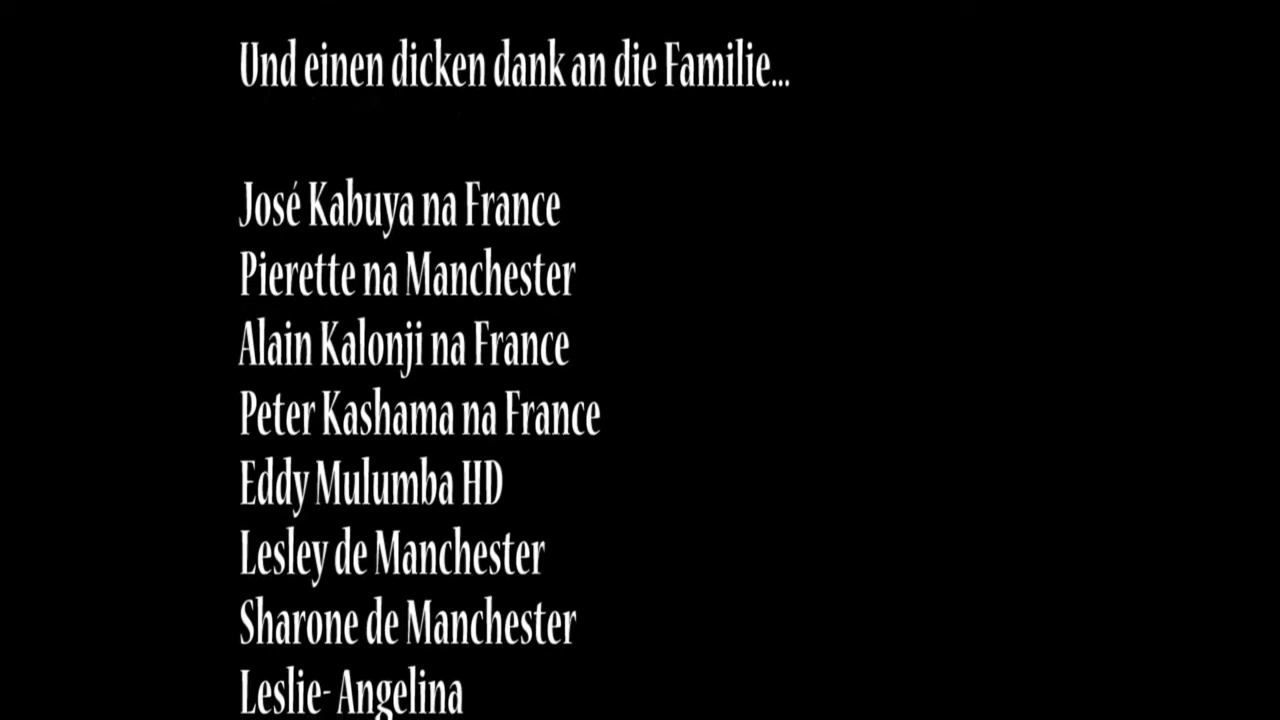 Und einen dicken dank an die Familie...
José Kabuya na France
Pierette na Manchester
Alain Kalonji na France
Peter Kashama na France
Eddy Mulumba HD
Lesley de Manchester
Sharone de Manchester
Leslie- Angelina